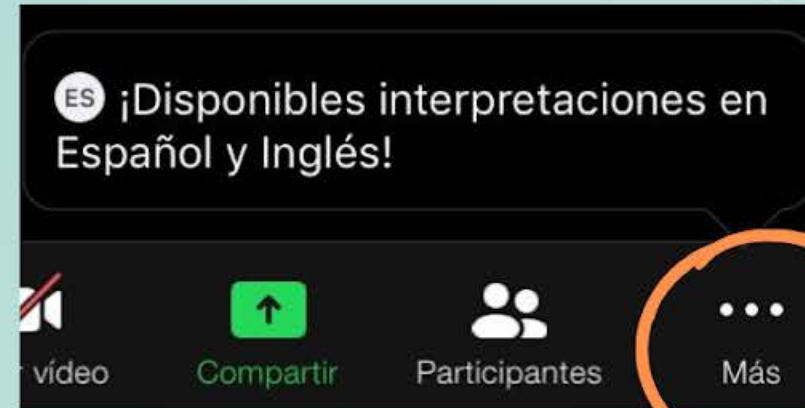 ES ¡Disponibles interpretaciones en
Español y Inglés!
r vídeo
Compartir
Participantes
Más